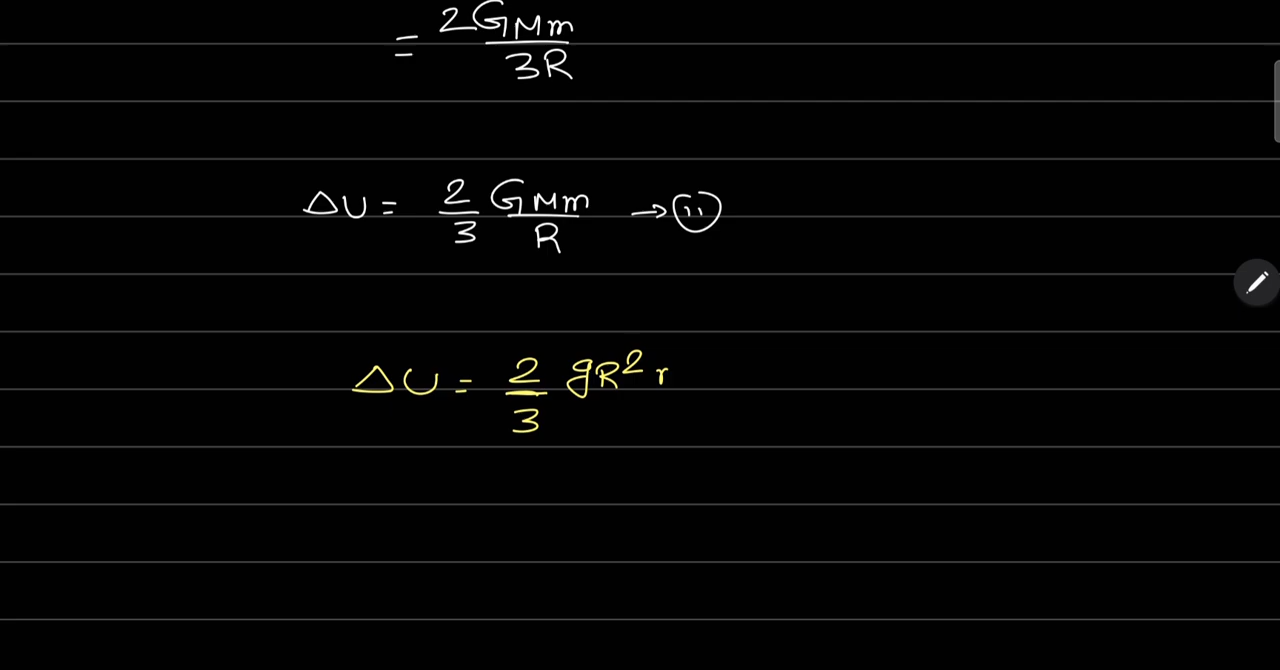 = 2GMm / 3R
ΔU = 2/3 GMm/R → (ii)
ΔU = 2/3 gR²